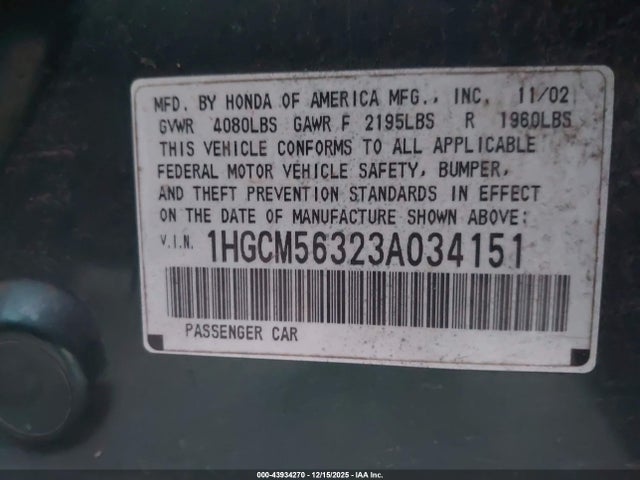 MFD. BY HONDA OF AMERICA MFG., INC. 11/02
GVWR 4080LBS GAWR F 2195LBS R 1960LBS
THIS VEHICLE CONFORMS TO ALL APPLICABLE
FEDERAL MOTOR VEHICLE SAFETY, BUMPER,
AND THEFT PREVENTION STANDARDS IN EFFECT
ON THE DATE OF MANUFACTURE SHOWN ABOVE:
V.I.N. 1HGCM56323A034151
PASSENGER CAR
000-43934270 - 12/15/2025 - IAA Inc.